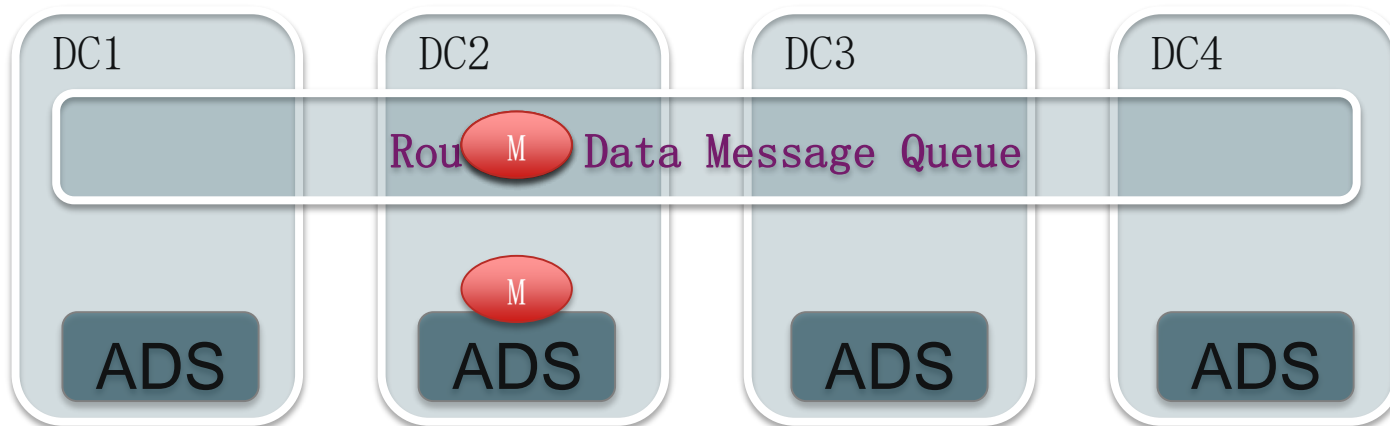 DC1 DC2 DC3 DC4
Rou M Data Message Queue
M
ADS ADS ADS ADS